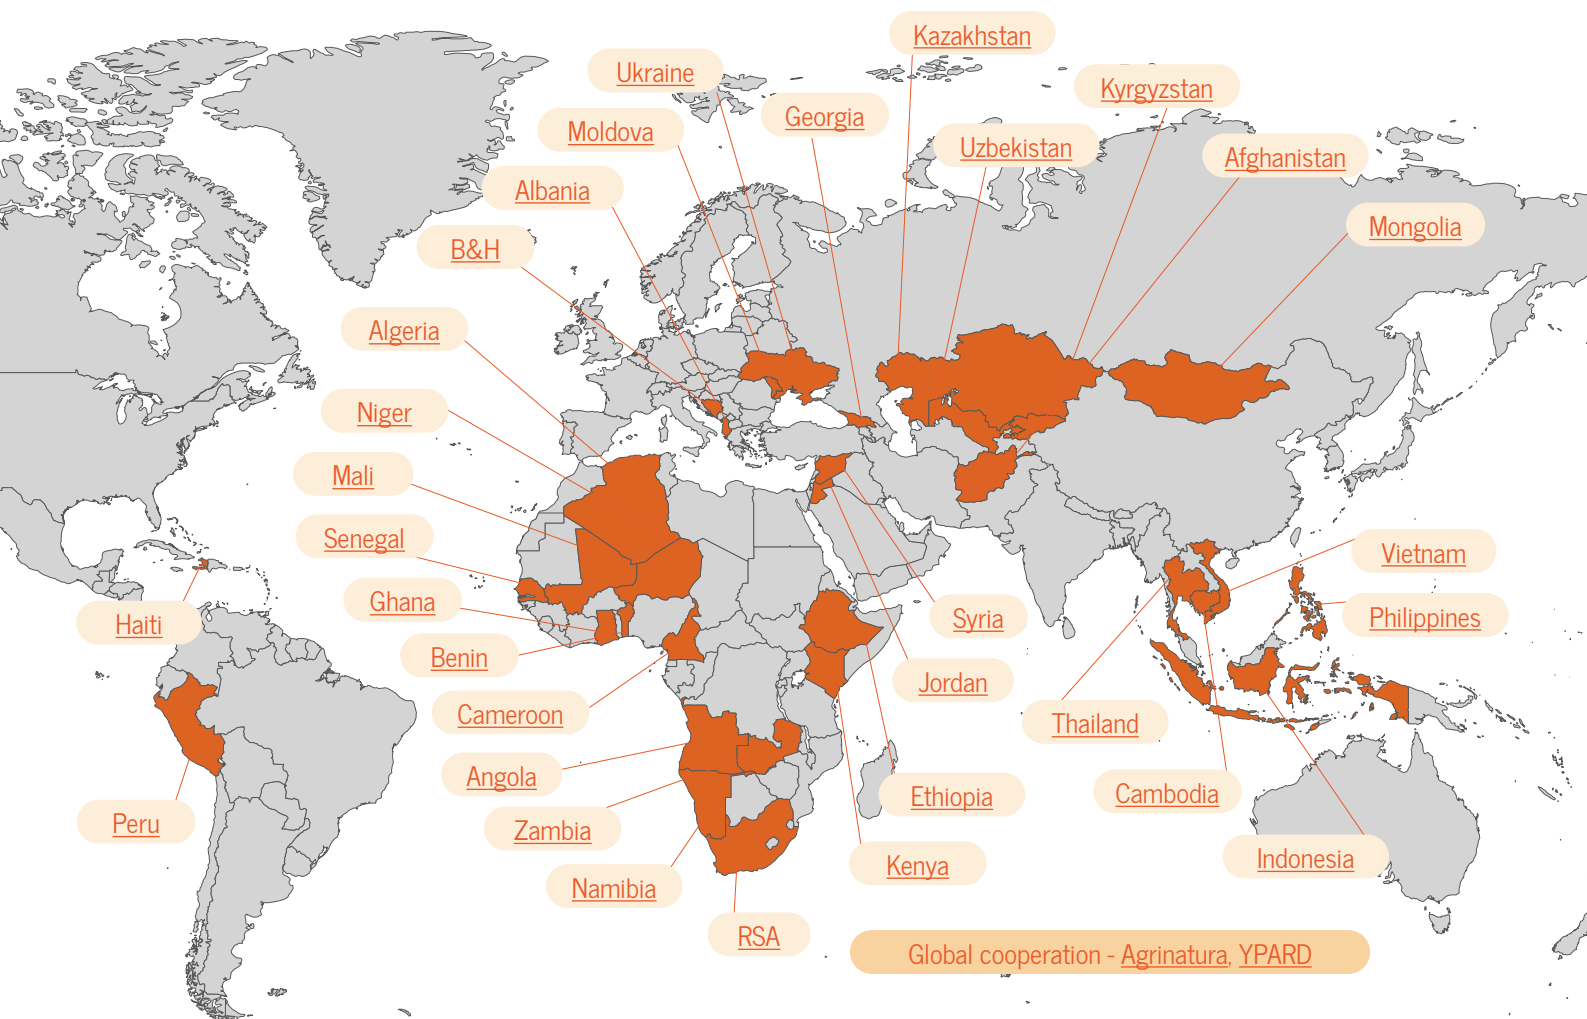 Kazakhstan
Ukraine
Kyrgyzstan
Georgia
Moldova
Uzbekistan
Afghanistan
Albania
Mongolia
B&H
Algeria
Niger
Mali
Senegal
Vietnam
Ghana
Syria
Philippines
Haiti
Benin
Jordan
Cameroon
Thailand
Angola
Ethiopia
Cambodia
Peru
Zambia
Indonesia
Kenya
Namibia
RSA
Global cooperation - Agrinatura, YPARD